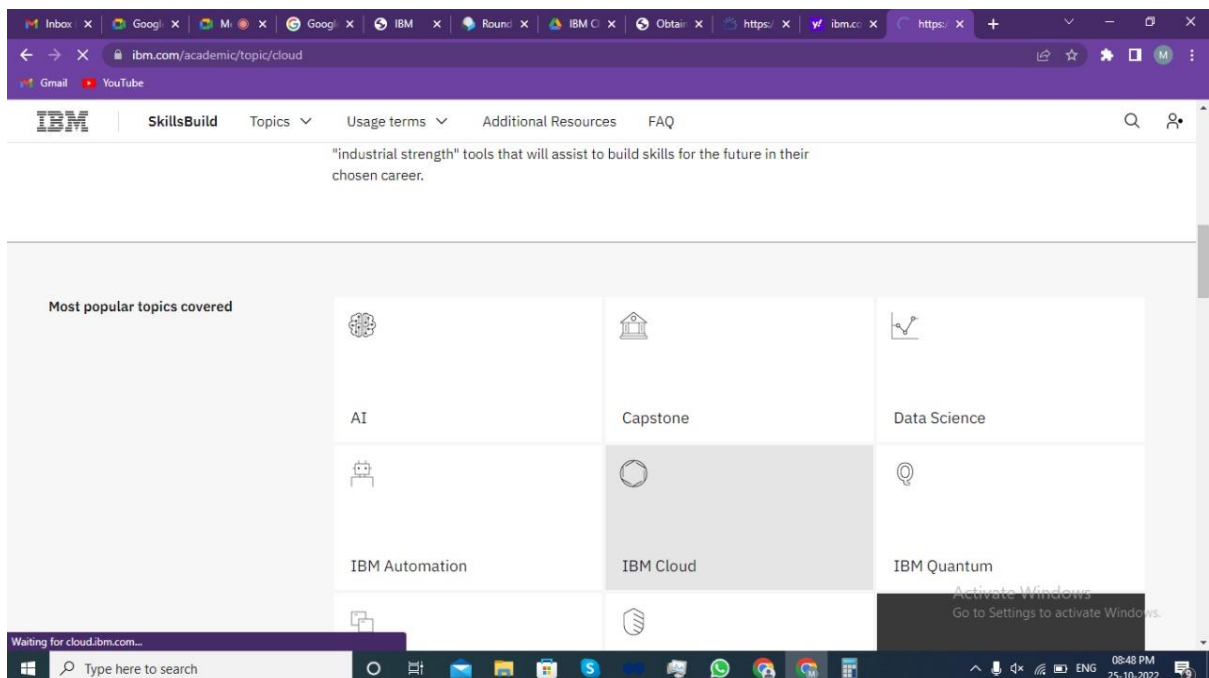 Inbox Googl M Googl IBM Round IBM C Obtain https:/ ibm.co https:/
ibm.com/academic/topic/cloud
Gmail YouTube
IBM SkillsBuild Topics Usage terms Additional Resources FAQ
"industrial strength" tools that will assist to build skills for the future in their
chosen career.
Most popular topics covered
AI Capstone Data Science
IBM Automation IBM Cloud IBM Quantum
Activate Windows
Go to Settings to activate Windows.
Waiting for cloud.ibm.com...
Type here to search
ENG 08:48 PM
25-10-2022